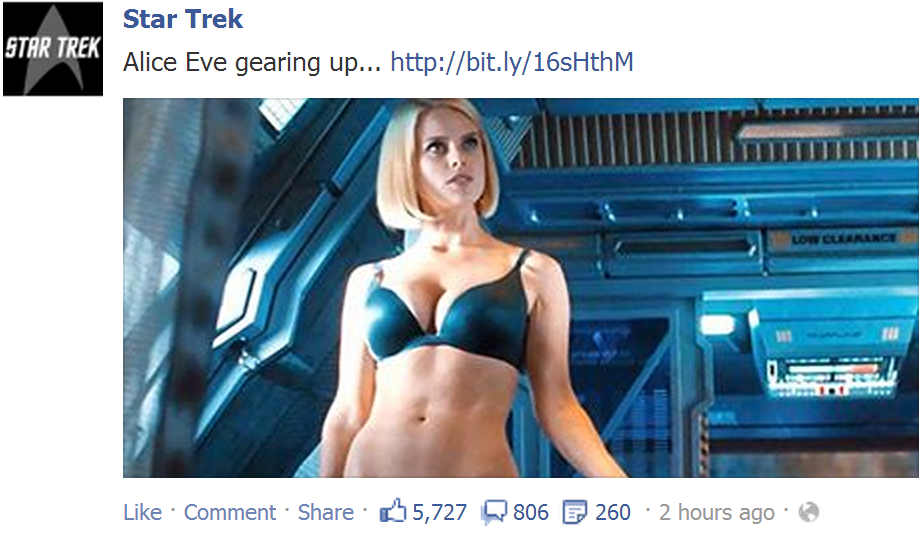 STAR TREK
Star Trek
Alice Eve gearing up... http://bit.ly/16sHthM
LOW CLEARANCE
Like · Comment · Share · 5,727 806 260 · 2 hours ago ·